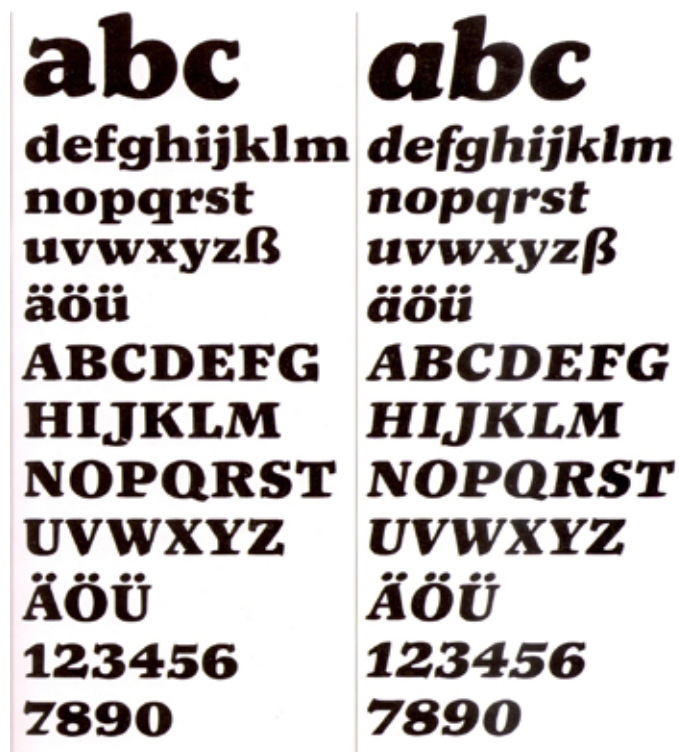 abc
defghijklm
nopqrst
uvwxyzß
äöü
ABCDEFG
HIJKLM
NOPQRST
UVWXYZ
ÄÖÜ
123456
7890
abc
defghijklm
nopqrst
uvwxyzß
äöü
ABCDEFG
HIJKLM
NOPQRST
UVWXYZ
ÄÖÜ
123456
7890